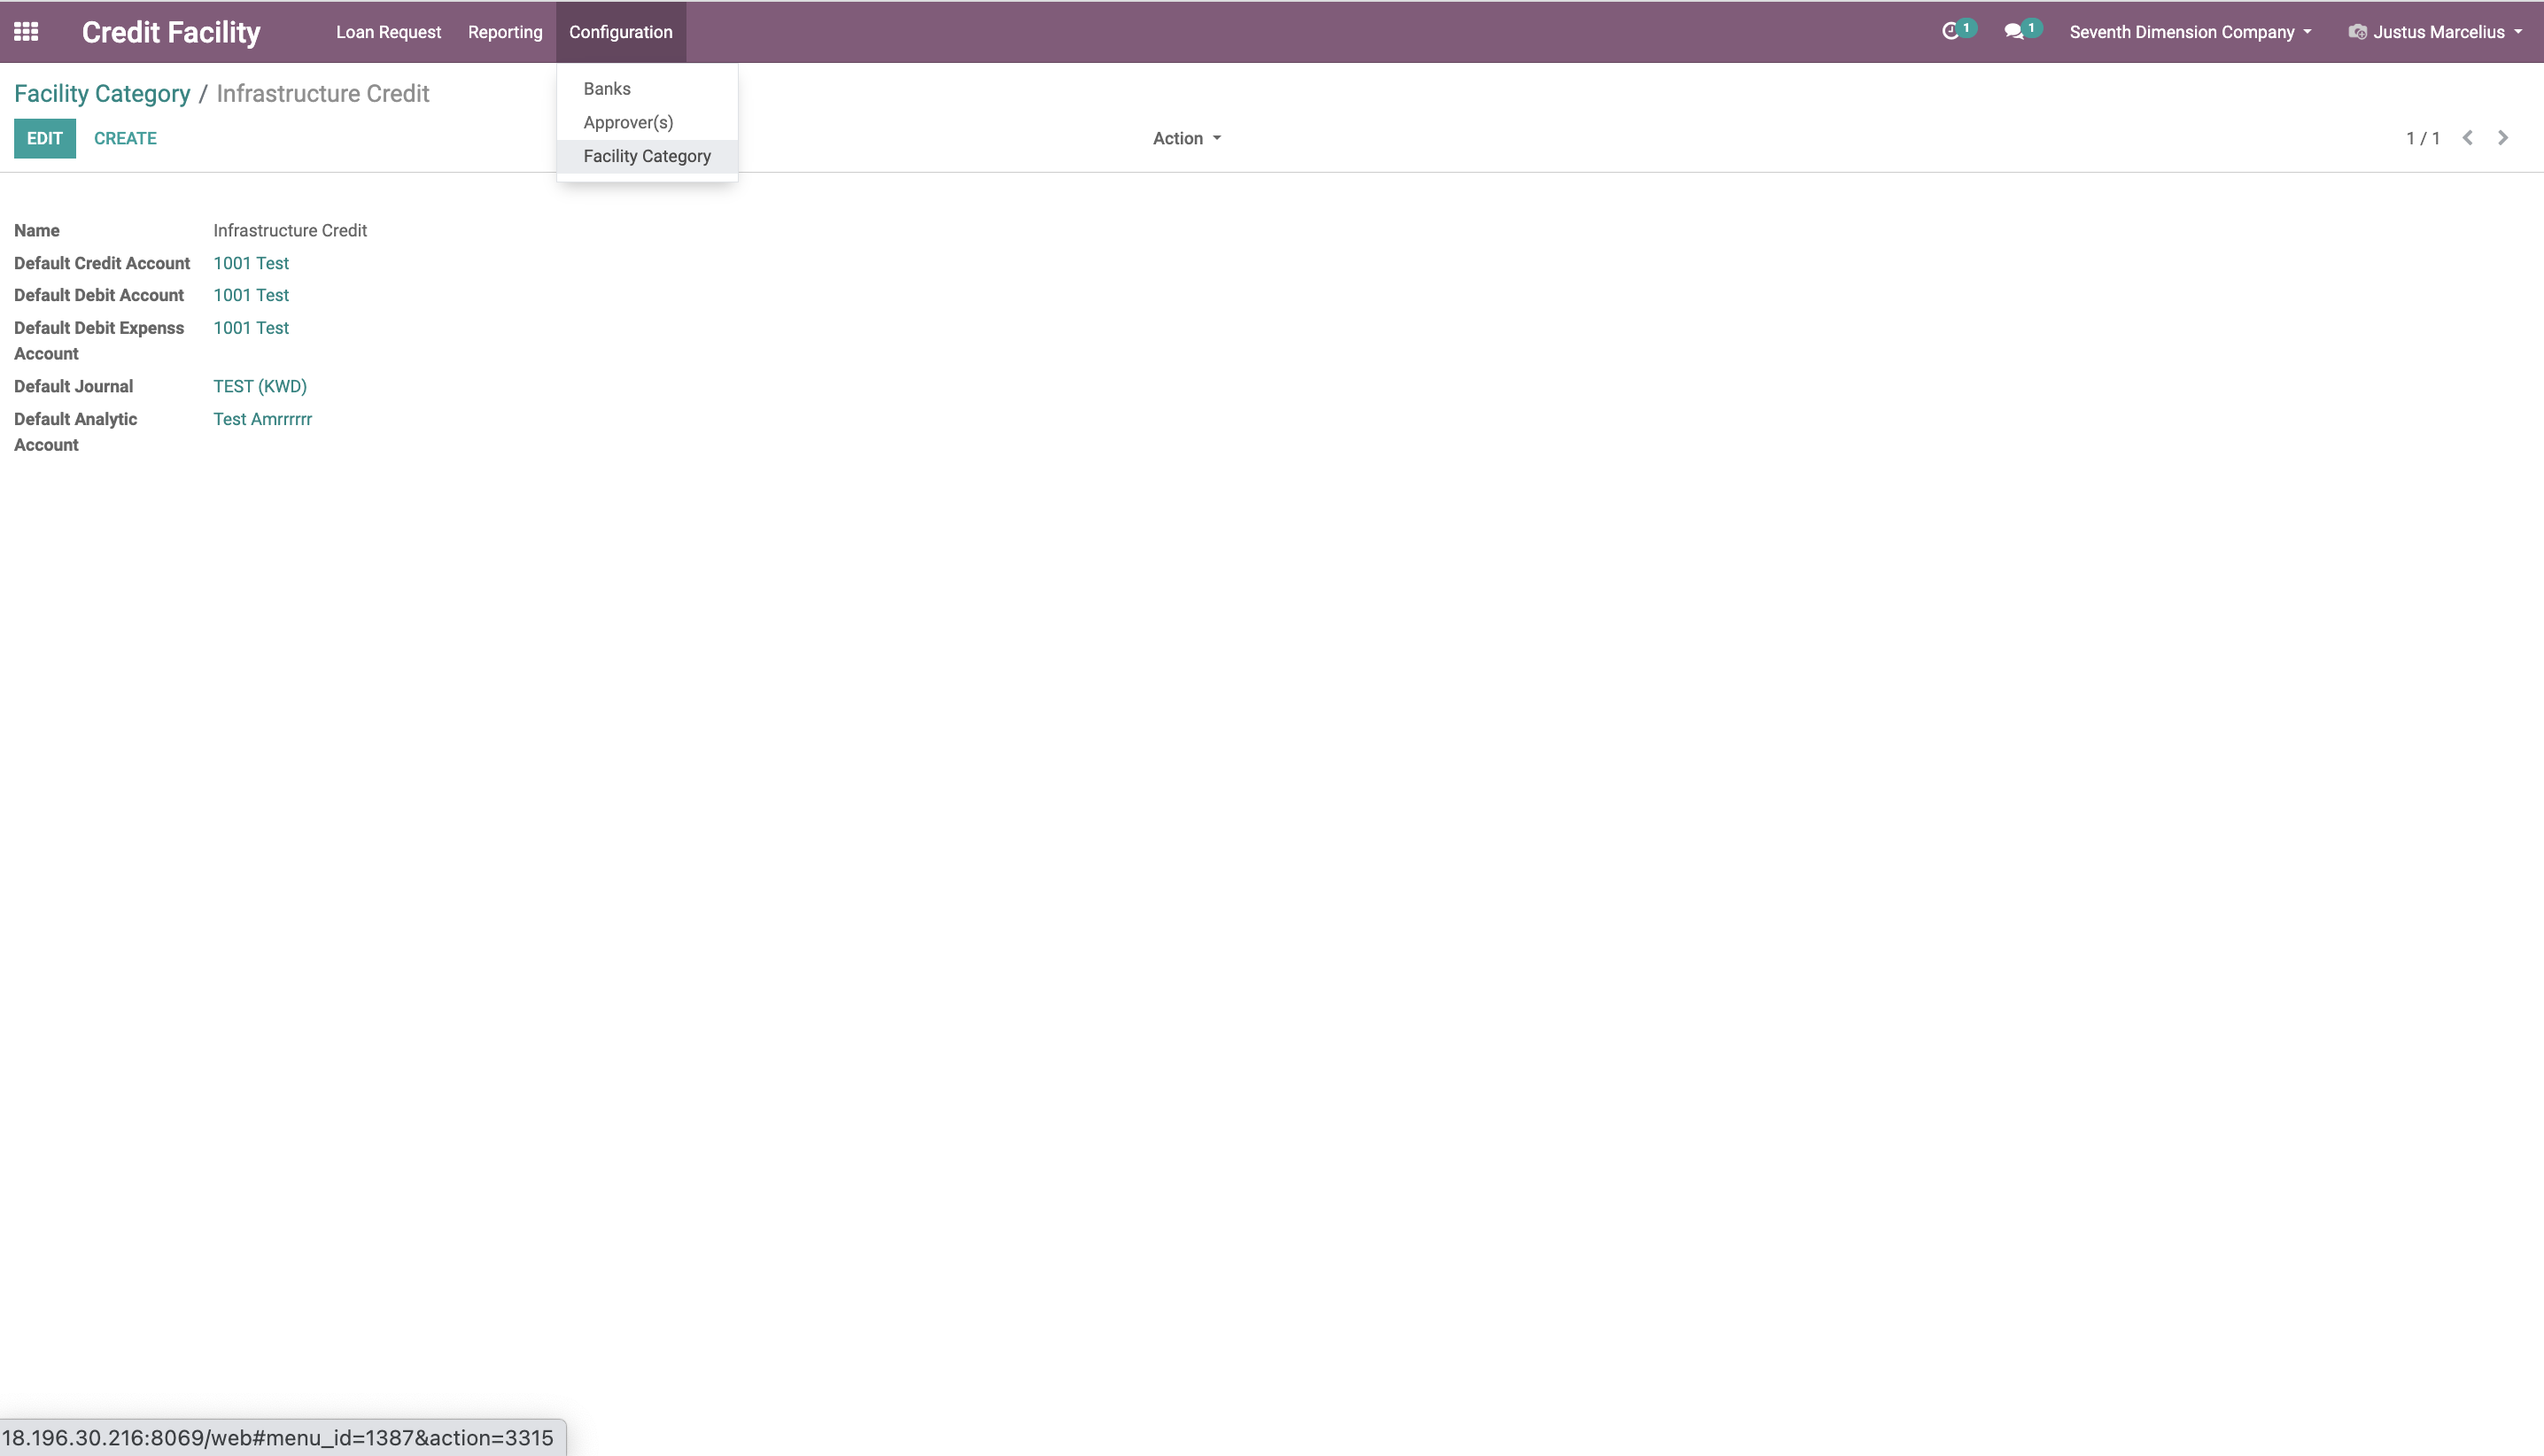 Credit Facility Loan Request Reporting Configuration 1 1 Seventh Dimension Company Justus Marcelius
Banks
Approver(s)
Facility Category
Facility Category / Infrastructure Credit
EDIT CREATE Action 1 / 1
Name Infrastructure Credit
Default Credit Account 1001 Test
Default Debit Account 1001 Test
Default Debit Expenss 1001 Test
Account
Default Journal TEST (KWD)
Default Analytic Test Amrrrrrr
Account
18.196.30.216:8069/web#menu_id=1387&action=3315